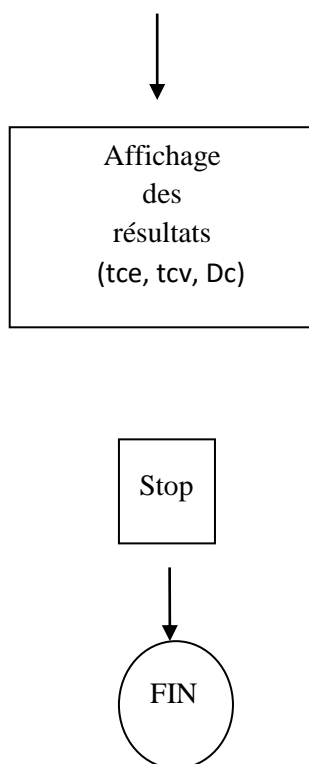 Affichage
des
résultats
(tce, tcv, Dc)
Stop
FIN